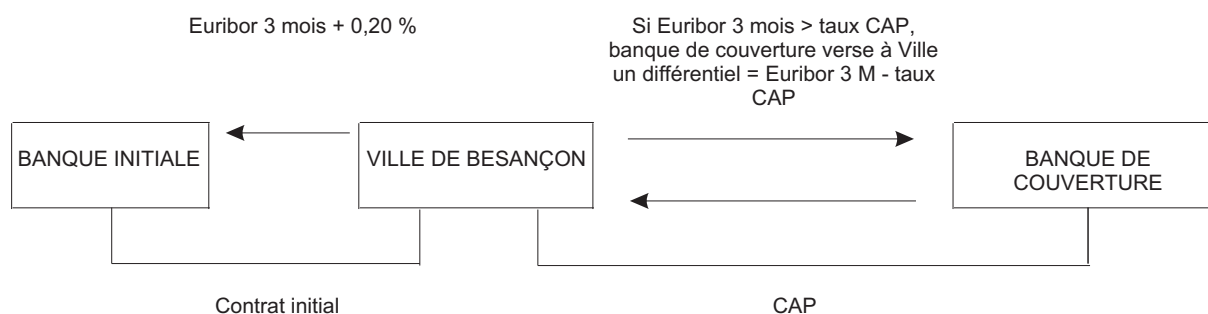 Euribor 3 mois + 0,20 %
Si Euribor 3 mois > taux CAP,
banque de couverture verse à Ville
un différentiel = Euribor 3 M - taux
CAP
BANQUE INITIALE
VILLE DE BESANÇON
BANQUE DE
COUVERTURE
Contrat initial
CAP